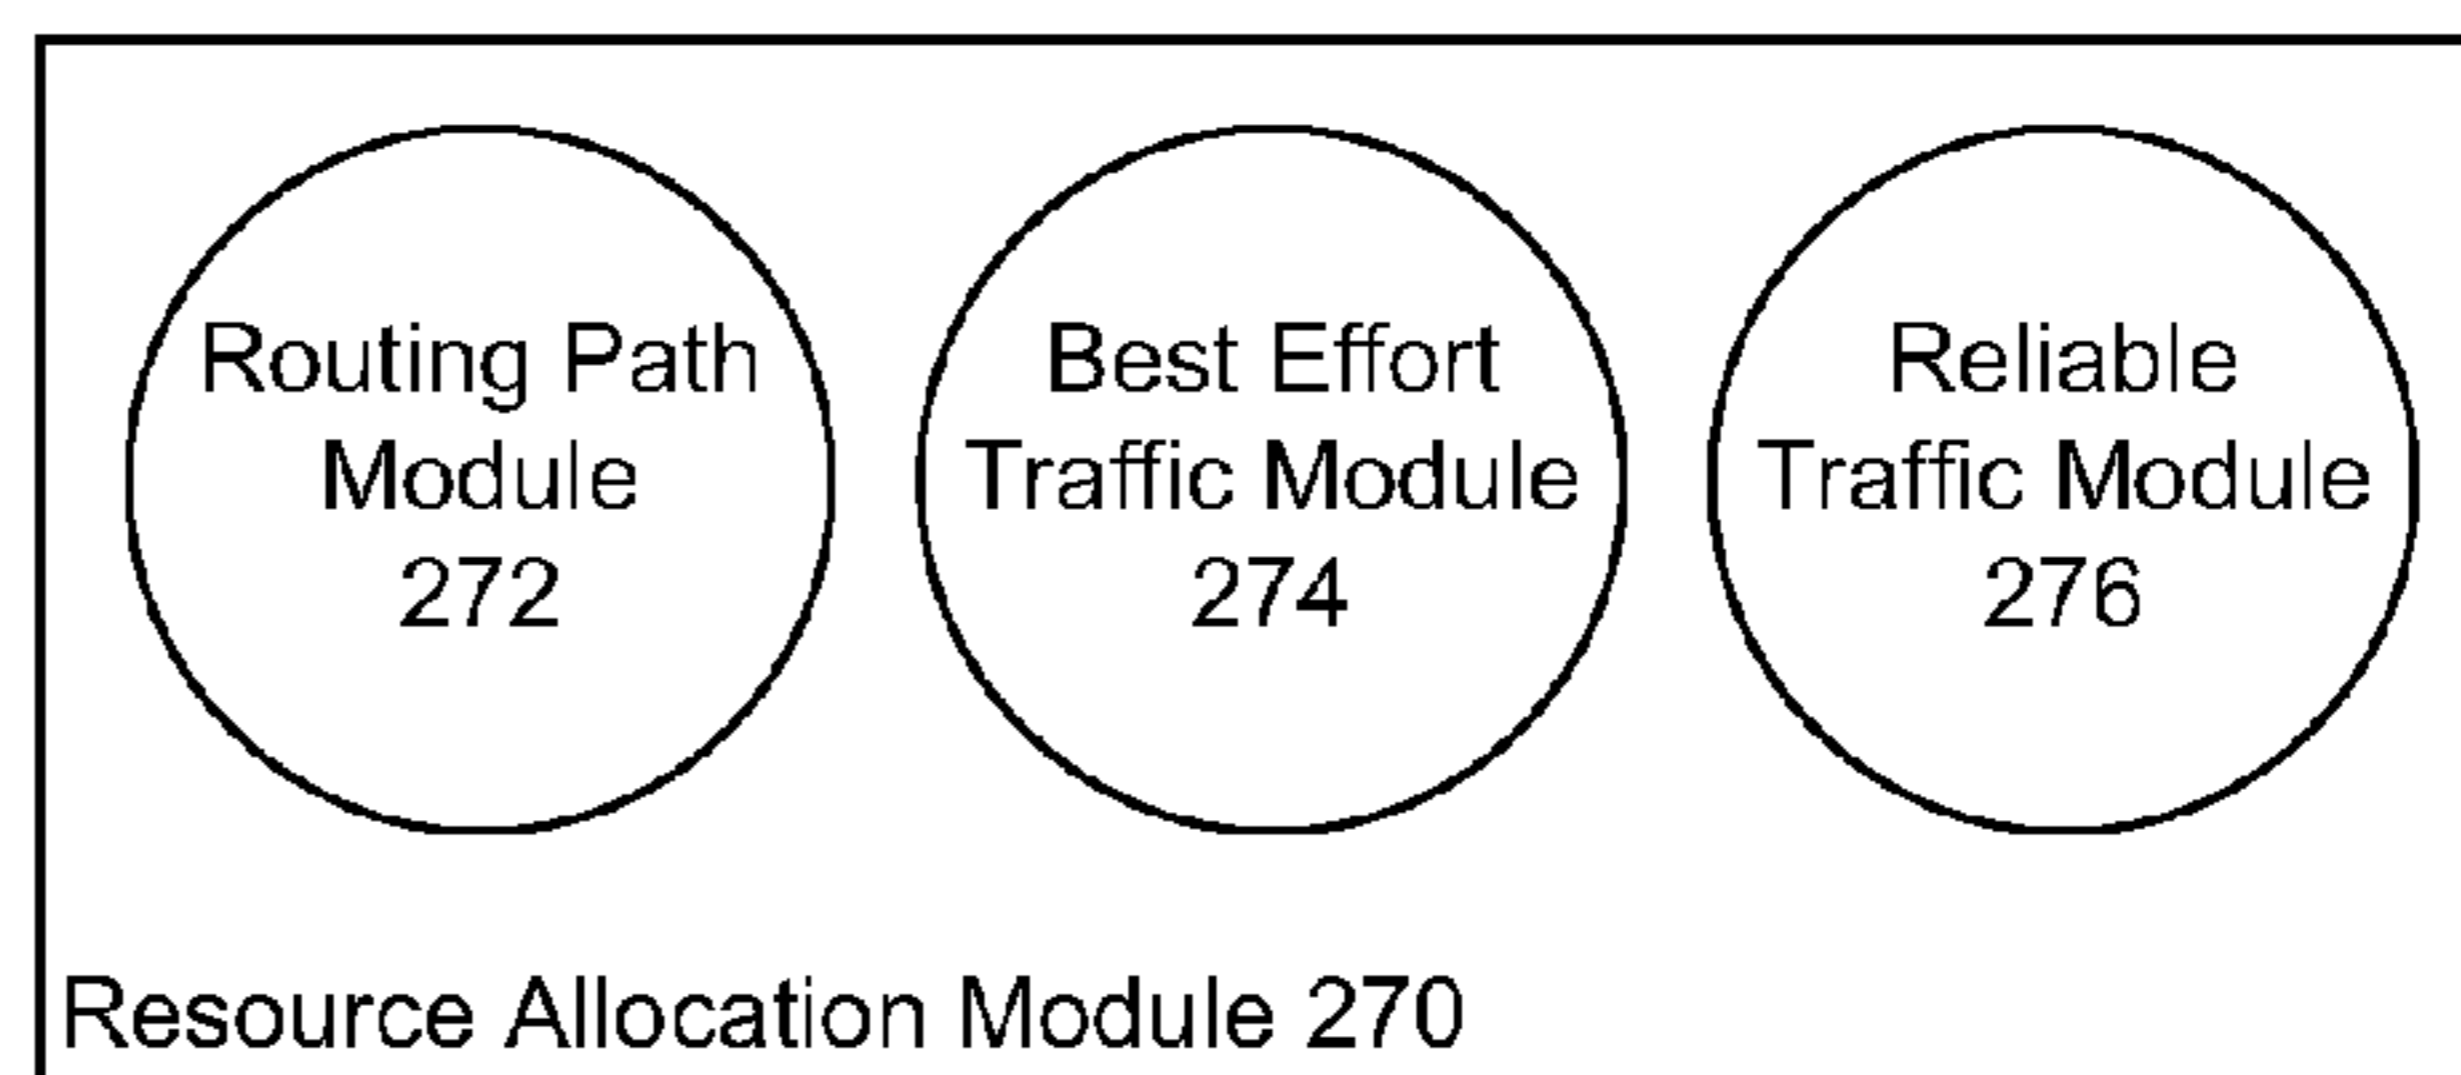 Routing Path
Module
272
Best Effort
Traffic Module
274
Reliable
Traffic Module
276
Resource Allocation Module 270